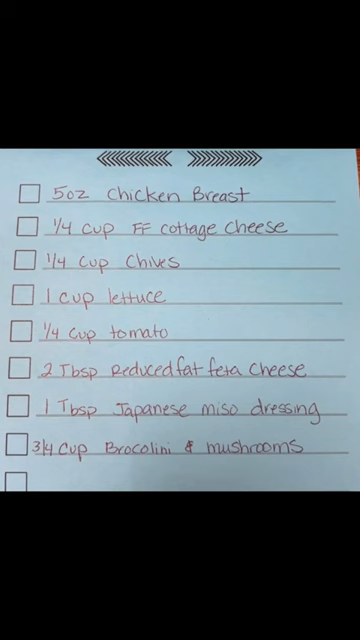 5oz Chicken Breast
1/4 cup FF cottage cheese
1/4 cup Chives
1 cup lettuce
1/4 cup tomato
2 Tbsp Reduced fat feta cheese
1 Tbsp Japanese miso dressing
3/4 Cup Brocolini & mushrooms